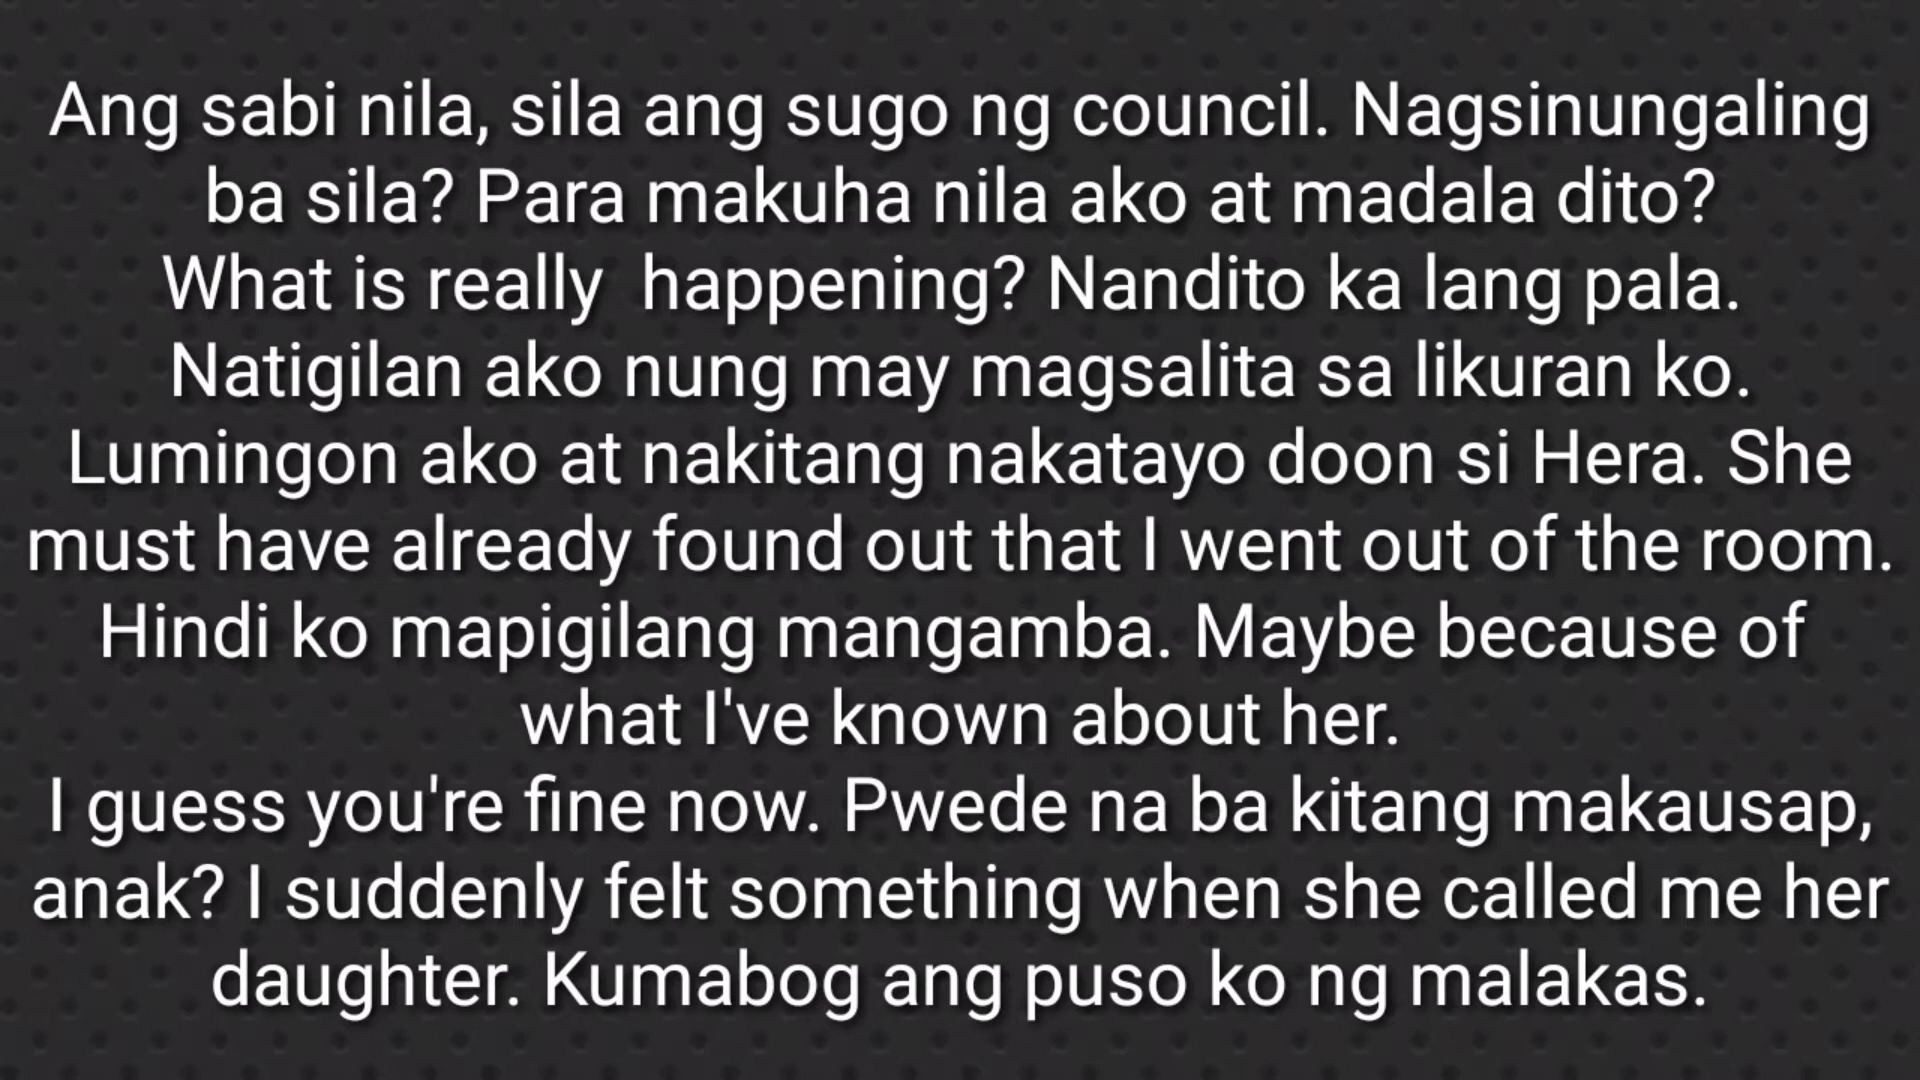 Ang sabi nila, sila ang sugo ng council. Nagsinungaling
ba sila? Para makuha nila ako at madala dito?
What is really  happening? Nandito ka lang pala.
Natigilan ako nung may magsalita sa likuran ko.
Lumingon ako at nakitang nakatayo doon si Hera. She
must have already found out that I went out of the room.
Hindi ko mapigilang mangamba. Maybe because of
what I've known about her.
I guess you're fine now. Pwede na ba kitang makausap,
anak? I suddenly felt something when she called me her
daughter. Kumabog ang puso ko ng malakas.